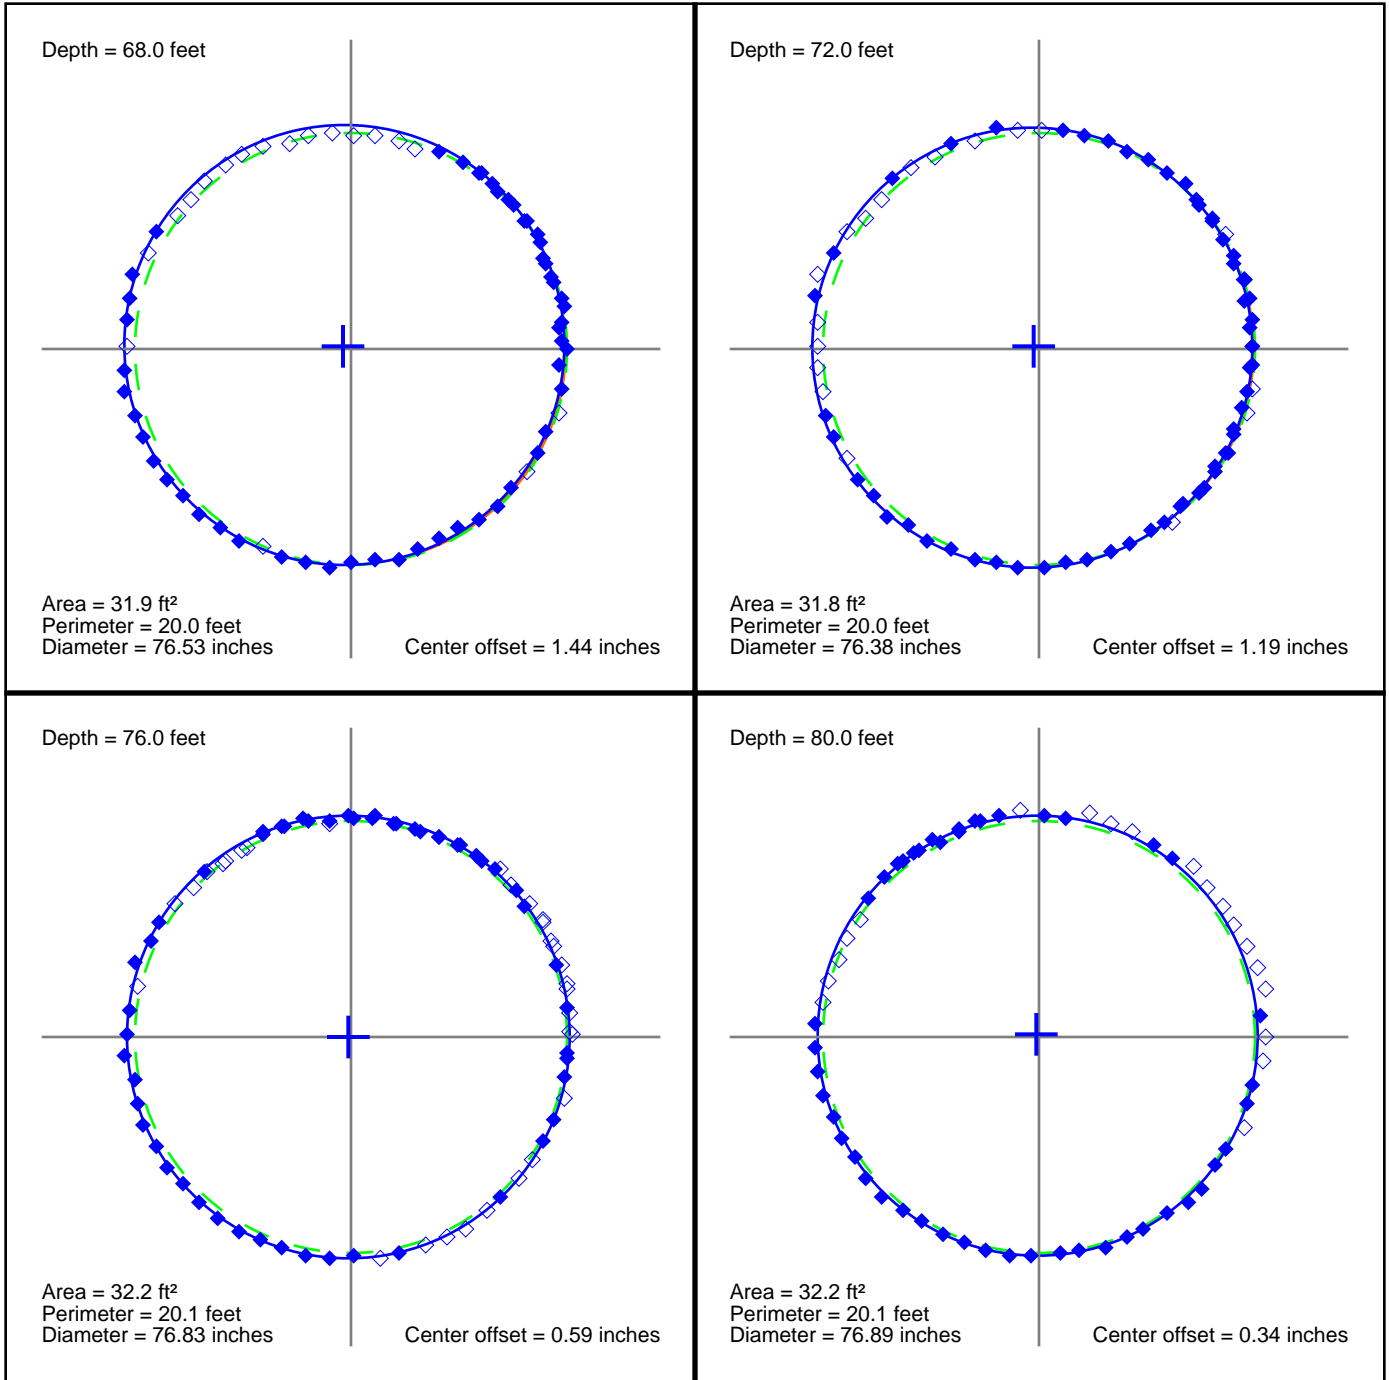 Depth = 68.0 feet
Area = 31.9 ft²
Perimeter = 20.0 feet
Diameter = 76.53 inches
Center offset = 1.44 inches
Depth = 72.0 feet
Area = 31.8 ft²
Perimeter = 20.0 feet
Diameter = 76.38 inches
Center offset = 1.19 inches
Depth = 76.0 feet
Area = 32.2 ft²
Perimeter = 20.1 feet
Diameter = 76.83 inches
Center offset = 0.59 inches
Depth = 80.0 feet
Area = 32.2 ft²
Perimeter = 20.1 feet
Diameter = 76.89 inches
Center offset = 0.34 inches